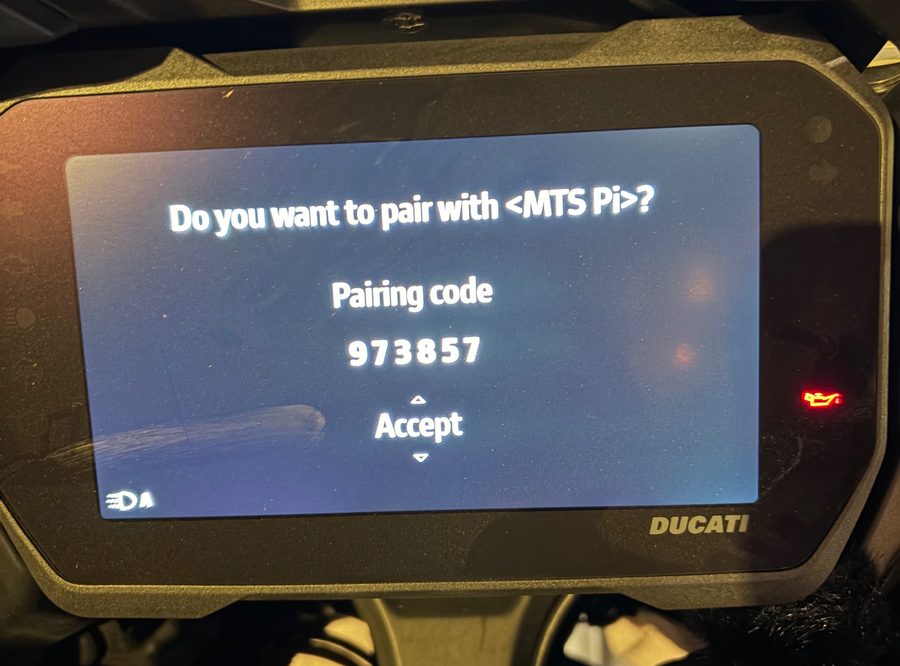 Do you want to pair with <MTS Pi>?
Pairing code
973857
Accept
A
DUCATI